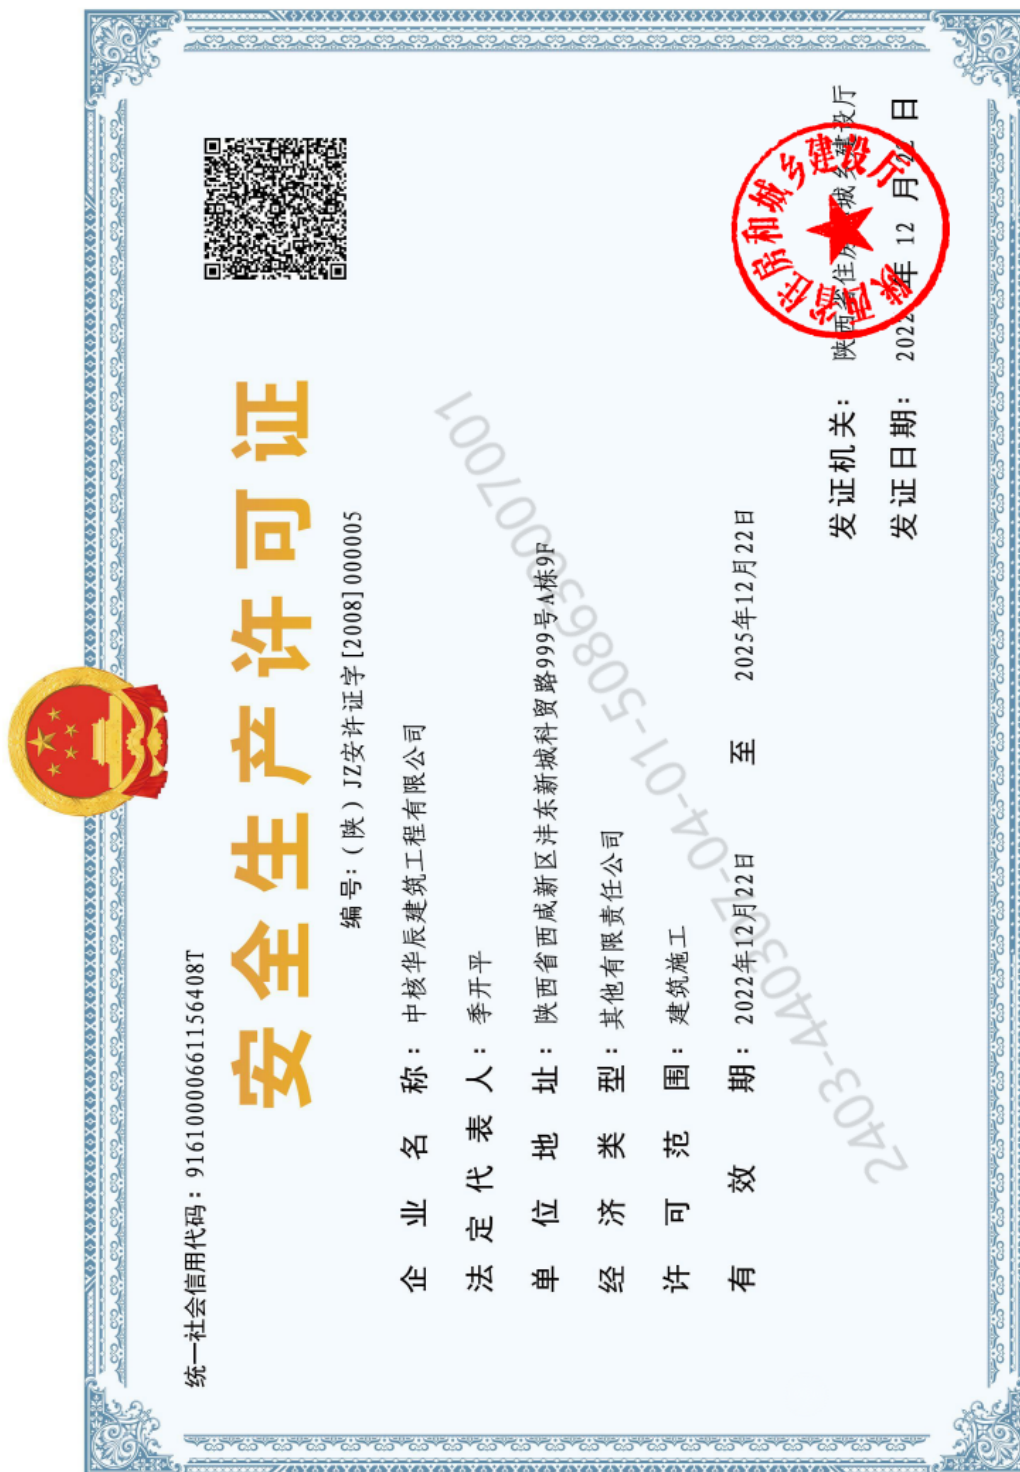 统一社会信用代码：91610000661156408T
安全生产许可证
编号：（陕）JZ安许证字[2008]000005
企业名称：中核华辰建筑工程有限公司
法定代表人：季开平
单位地址：陕西省西咸新区沣东新城科贸路999号A栋9F
经济类型：其他有限责任公司
许可范围：建筑施工
有效期：2022年12月22日 至 2025年12月22日
发证机关：陕西省住房和城乡建设厅
发证日期：2022年12月22日
陕西省住房和城乡建设厅
2403-440307-04-01-508630007001